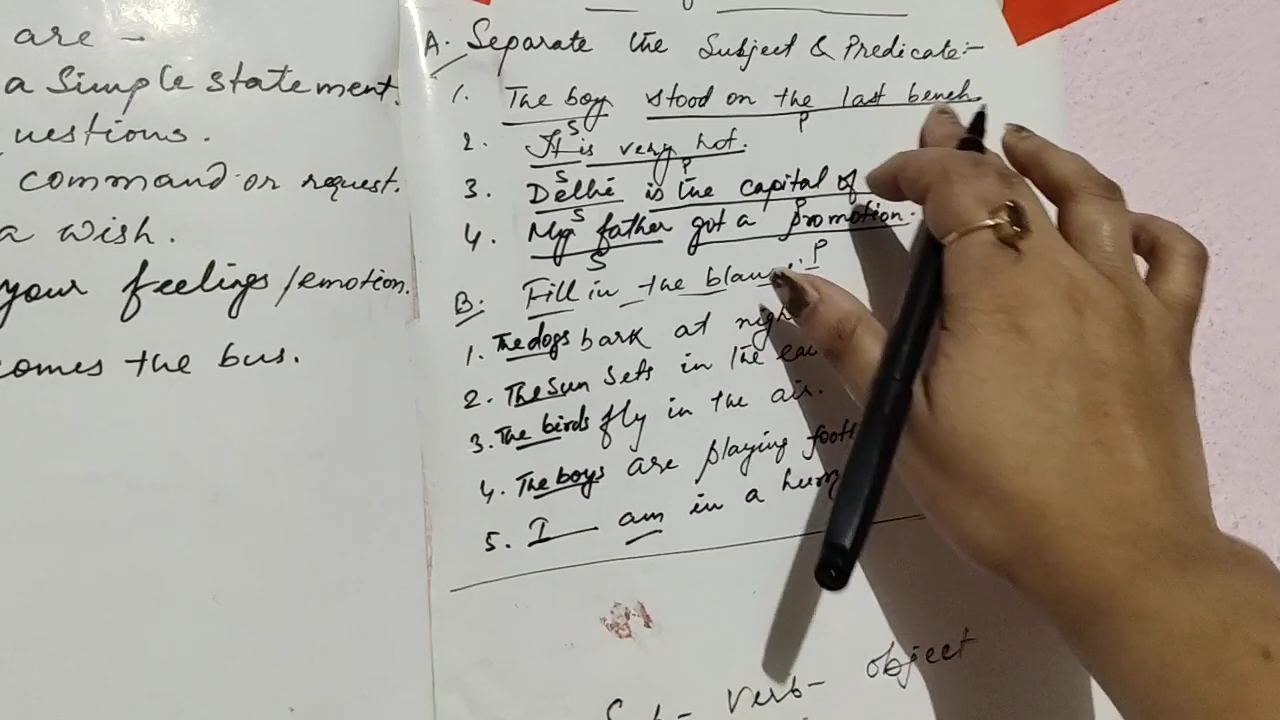 are -
a Simple statement.
uestions.
command or request.
a wish.
your feelings/emotion.
comes the bus.
A. Separate the Subject & Predicate:-
1. The boy stood on the last bench.
S P
2. It is very hot.
S P
3. Delhi is the capital of
S P
4. My father got a promotion.
S P
B. Fill in the
1. The dogs bark at
2. The Sun Sets in the
3. The birds fly in the air.
4. The boys are playing
5. I am in a
Verb- object